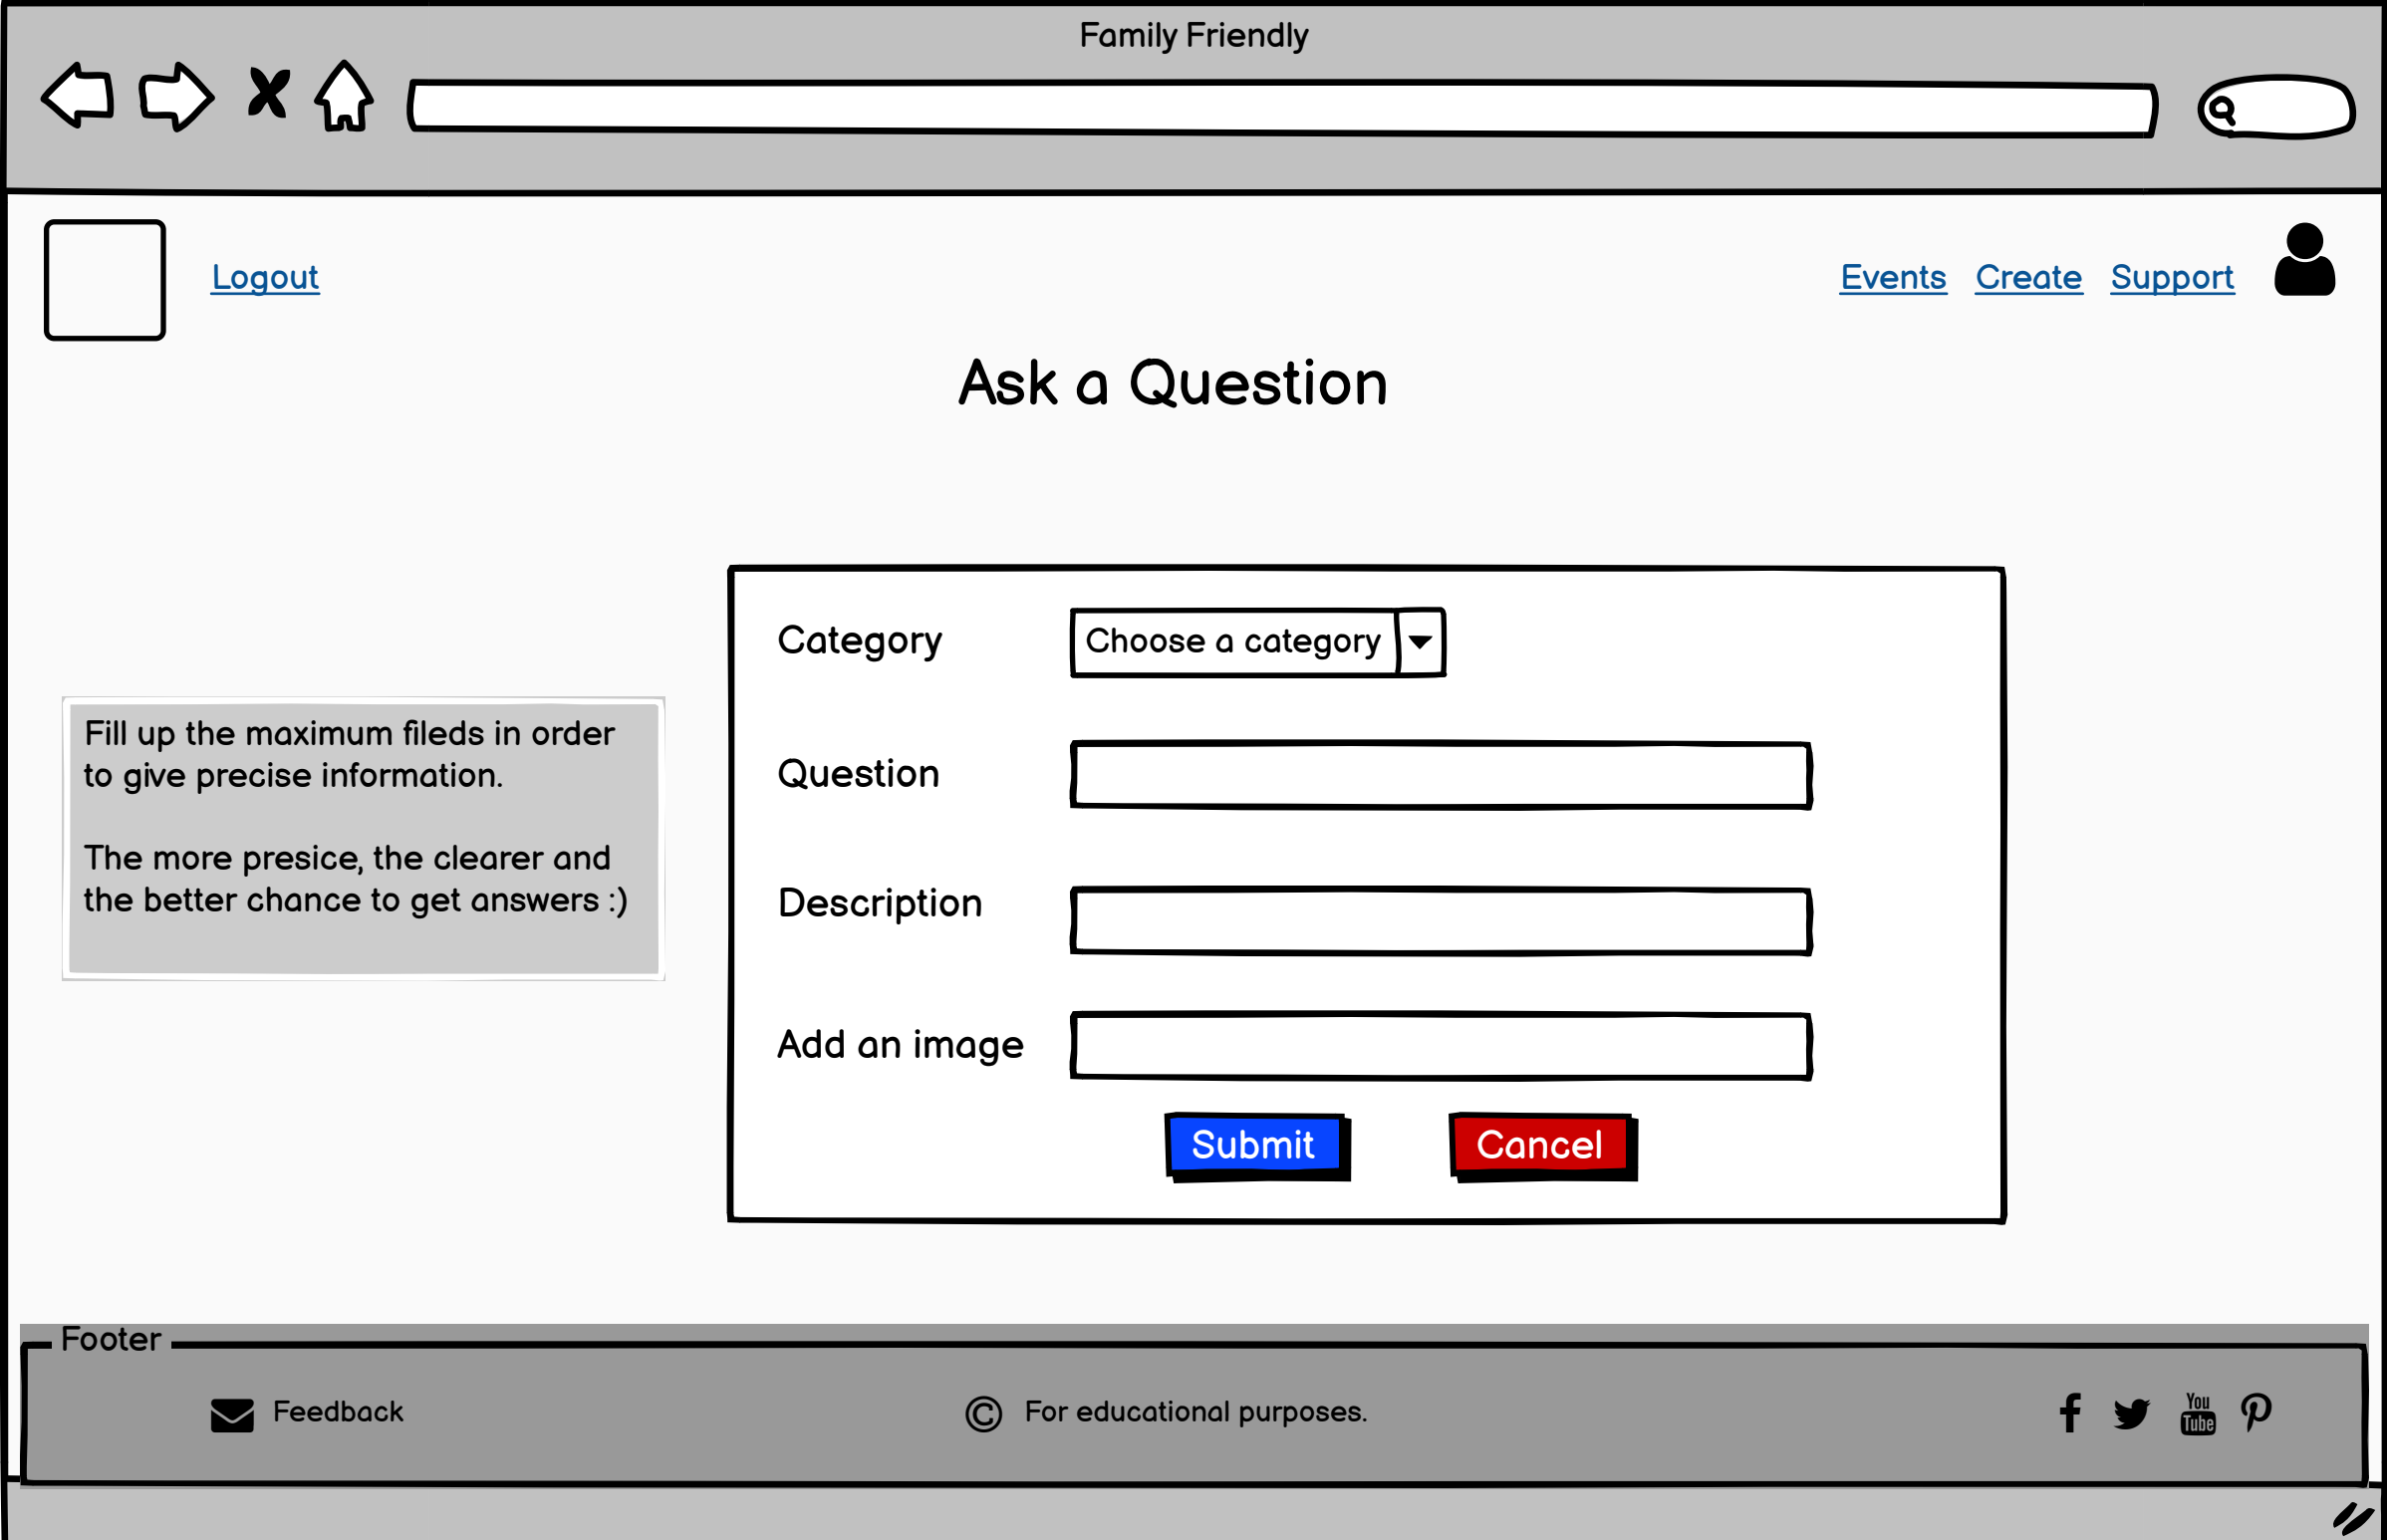 Family Friendly
Logout
Events Create Support
Ask a Question
Category Choose a category
Fill up the maximum fileds in order
to give precise information.
The more presice, the clearer and
the better chance to get answers :)
Question
Description
Add an image
Submit Cancel
Footer
Feedback
© For educational purposes.
You
Tube